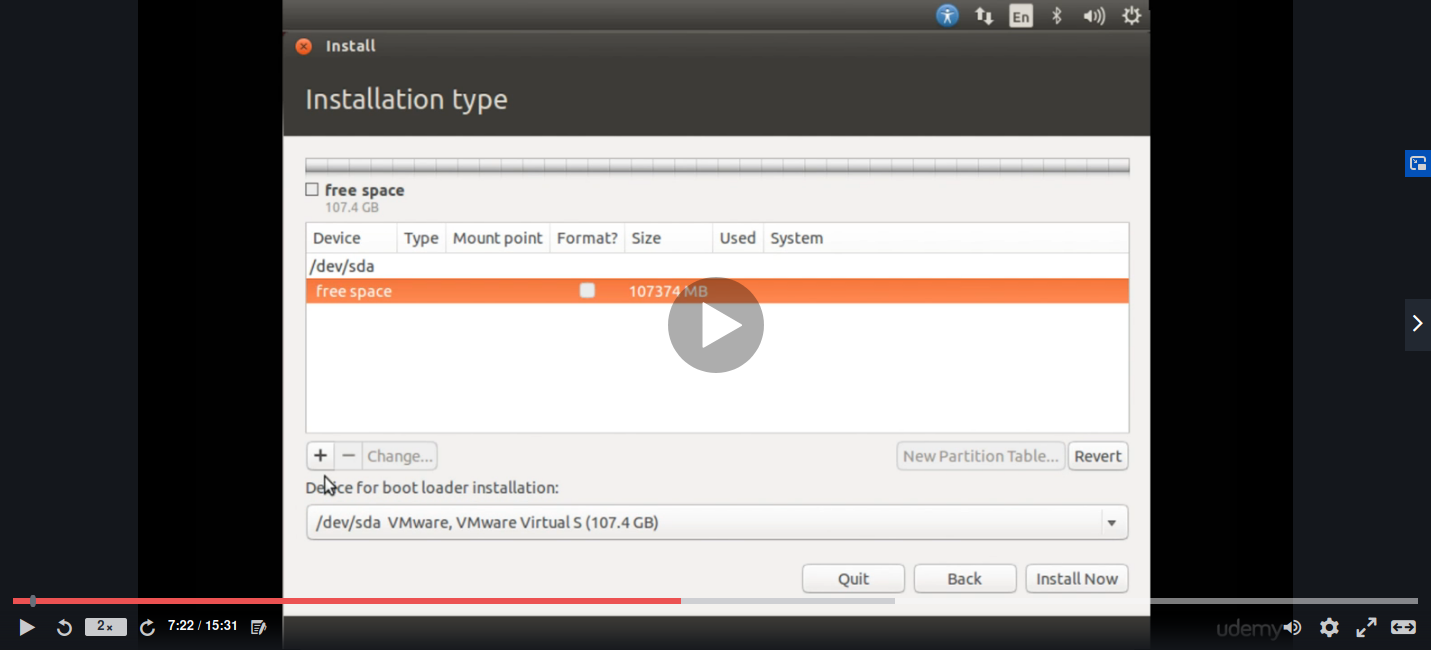 En
Install
Installation type
free space
107.4 GB
Device Type Mount point Format? Size Used System
/dev/sda
free space 107374 MB
+ − Change... New Partition Table... Revert
Device for boot loader installation:
/dev/sda VMware, VMware Virtual S (107.4 GB)
Quit Back Install Now
2x 7:22 / 15:31 udemy